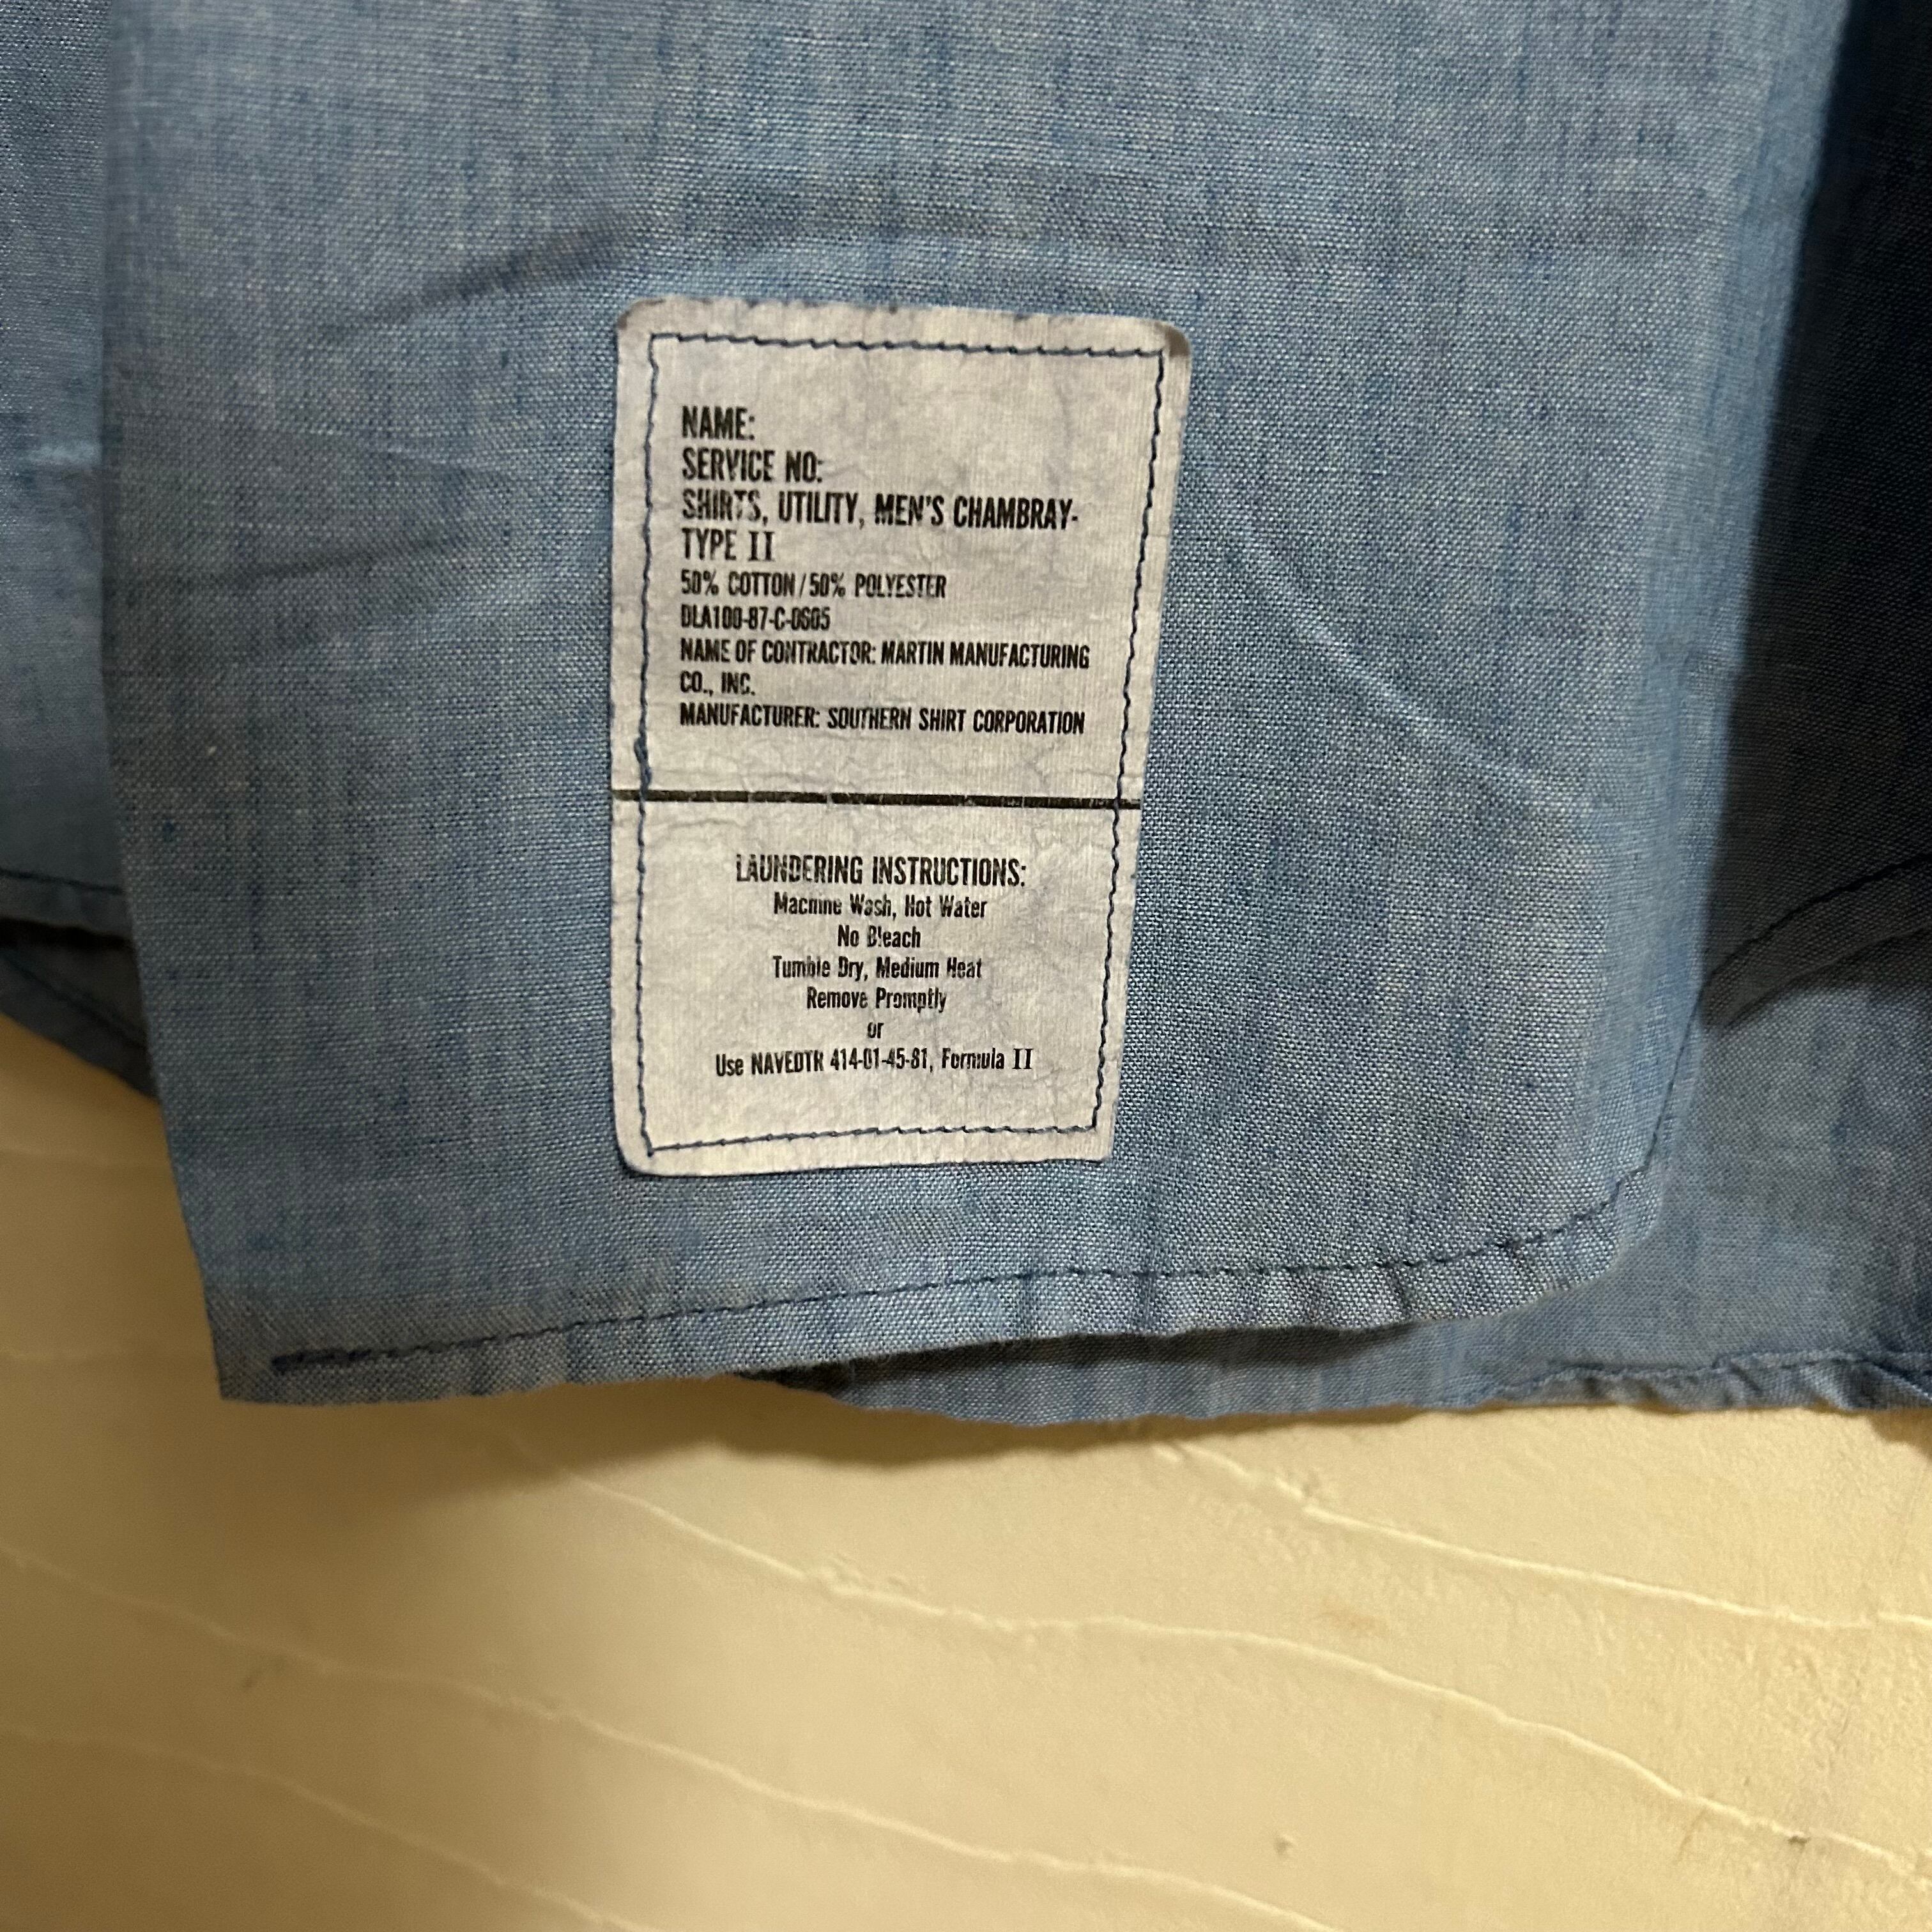 NAME:
SERVICE NO:
SHIRTS, UTILITY, MEN'S CHAMBRAY-
TYPE II
50% COTTON/50% POLYESTER
DLA100-87-C-0605
NAME OF CONTRACTOR: MARTIN MANUFACTURING
CO., INC.
MANUFACTURER: SOUTHERN SHIRT CORPORATION
LAUNDERING INSTRUCTIONS:
Machine Wash, Hot Water
No Bleach
Tumble Dry, Medium Heat
Remove Promptly
or
Use NAVEDTR 414-01-45-81, Formula II